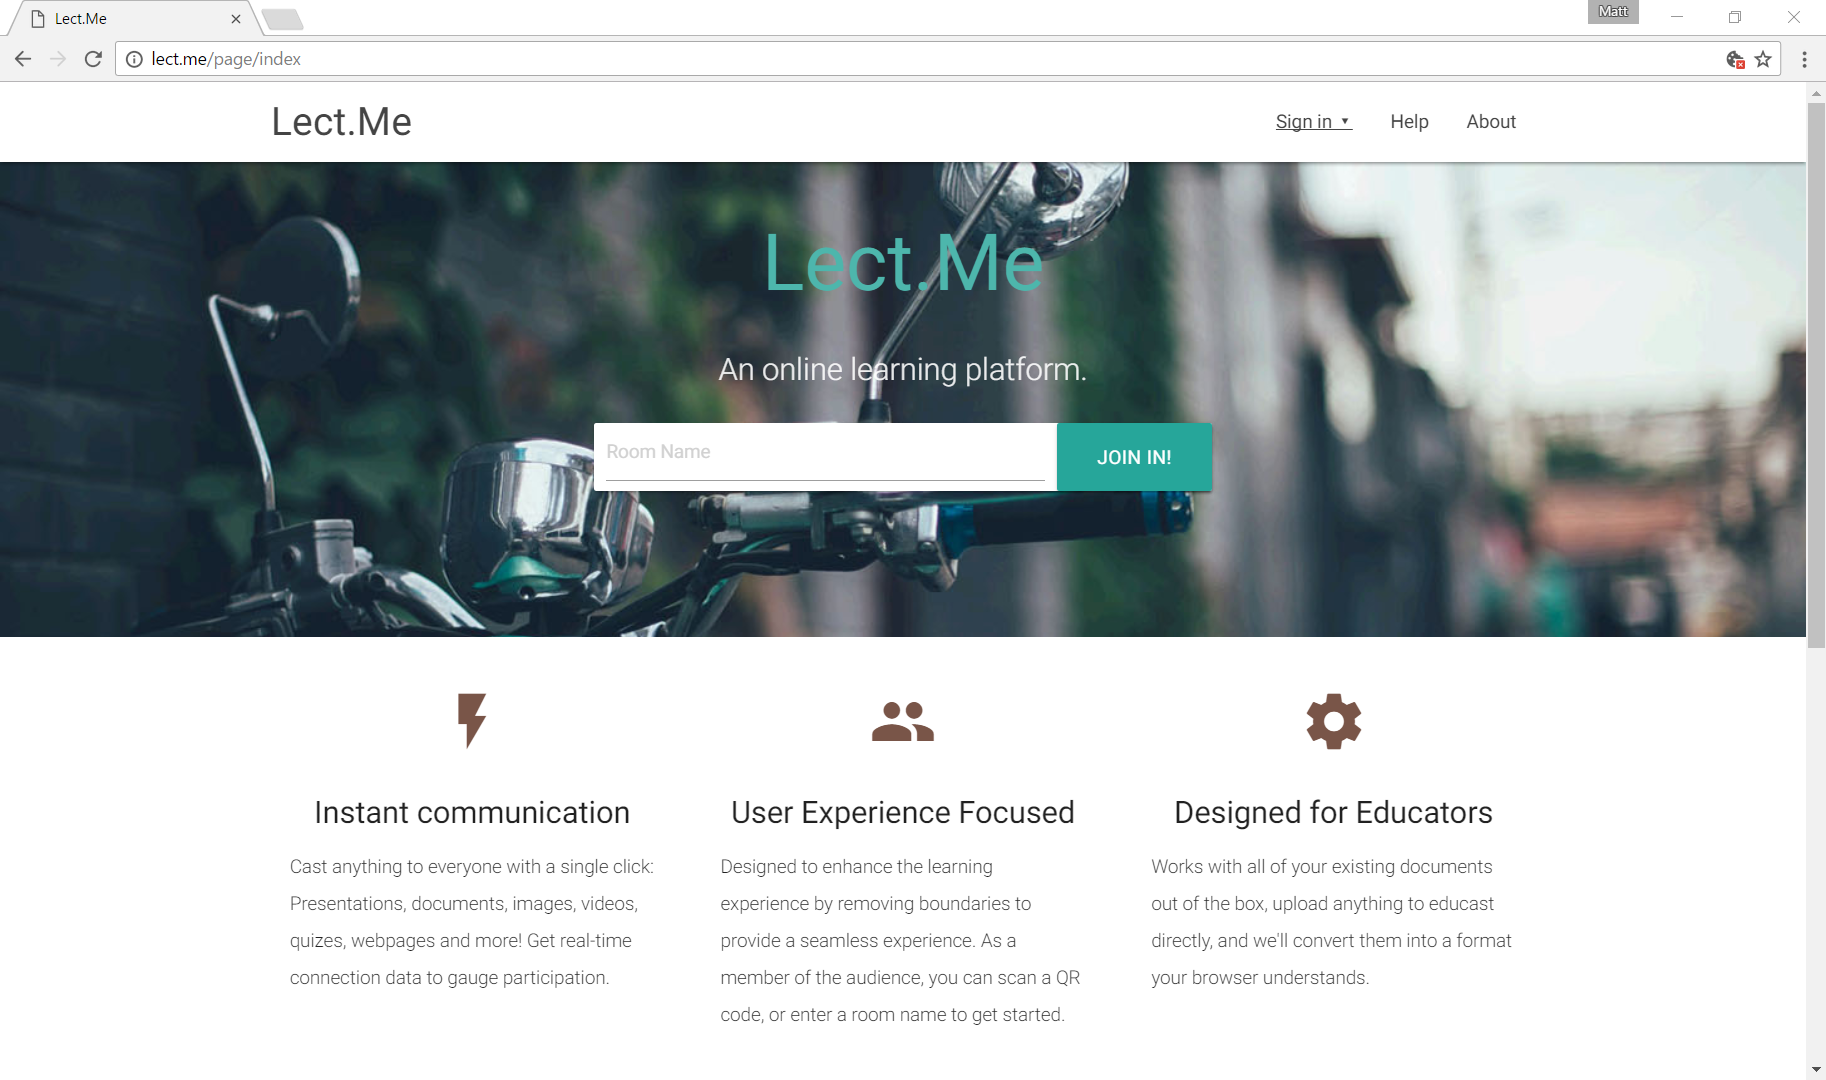 Lect.Me
Matt
lect.me/page/index
Lect.Me
Sign in ▼
Help
About
Lect.Me
An online learning platform.
Room Name
JOIN IN!
Instant communication
Cast anything to everyone with a single click:
Presentations, documents, images, videos,
quizes, webpages and more! Get real-time
connection data to gauge participation.
User Experience Focused
Designed to enhance the learning
experience by removing boundaries to
provide a seamless experience. As a
member of the audience, you can scan a QR
code, or enter a room name to get started.
Designed for Educators
Works with all of your existing documents
out of the box, upload anything to educast
directly, and we'll convert them into a format
your browser understands.